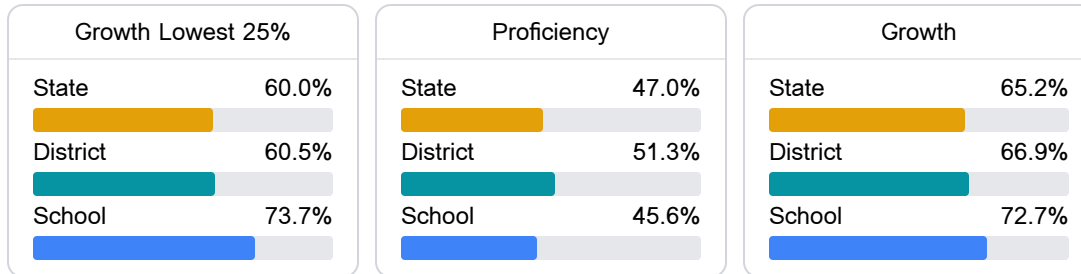 Growth Lowest 25%
State 60.0%
District 60.5%
School 73.7%
Proficiency
State 47.0%
District 51.3%
School 45.6%
Growth
State 65.2%
District 66.9%
School 72.7%